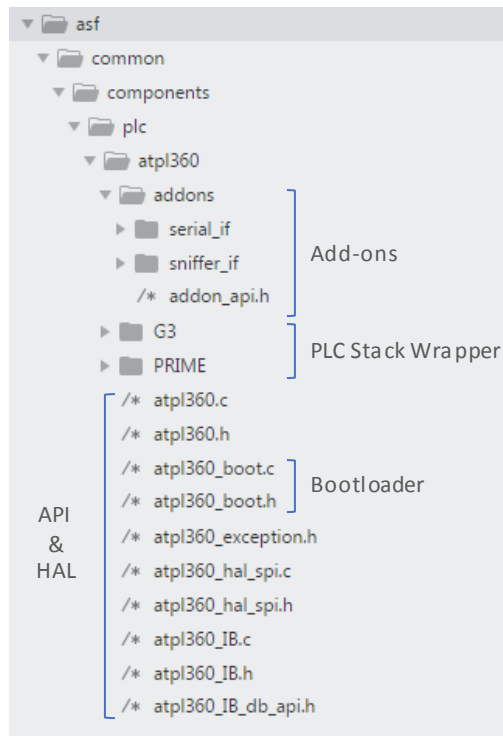 asf
common
components
plc
atpl360
addons
serial_if
sniffer_if
/* addon_api.h
Add-ons
G3
PRIME
PLC Stack Wrapper
/* atpl360.c
/* atpl360.h
/* atpl360_boot.c
/* atpl360_boot.h
Bootloader
/* atpl360_exception.h
/* atpl360_hal_spi.c
/* atpl360_hal_spi.h
/* atpl360_IB.c
/* atpl360_IB.h
/* atpl360_IB_db_api.h
API
&
HAL